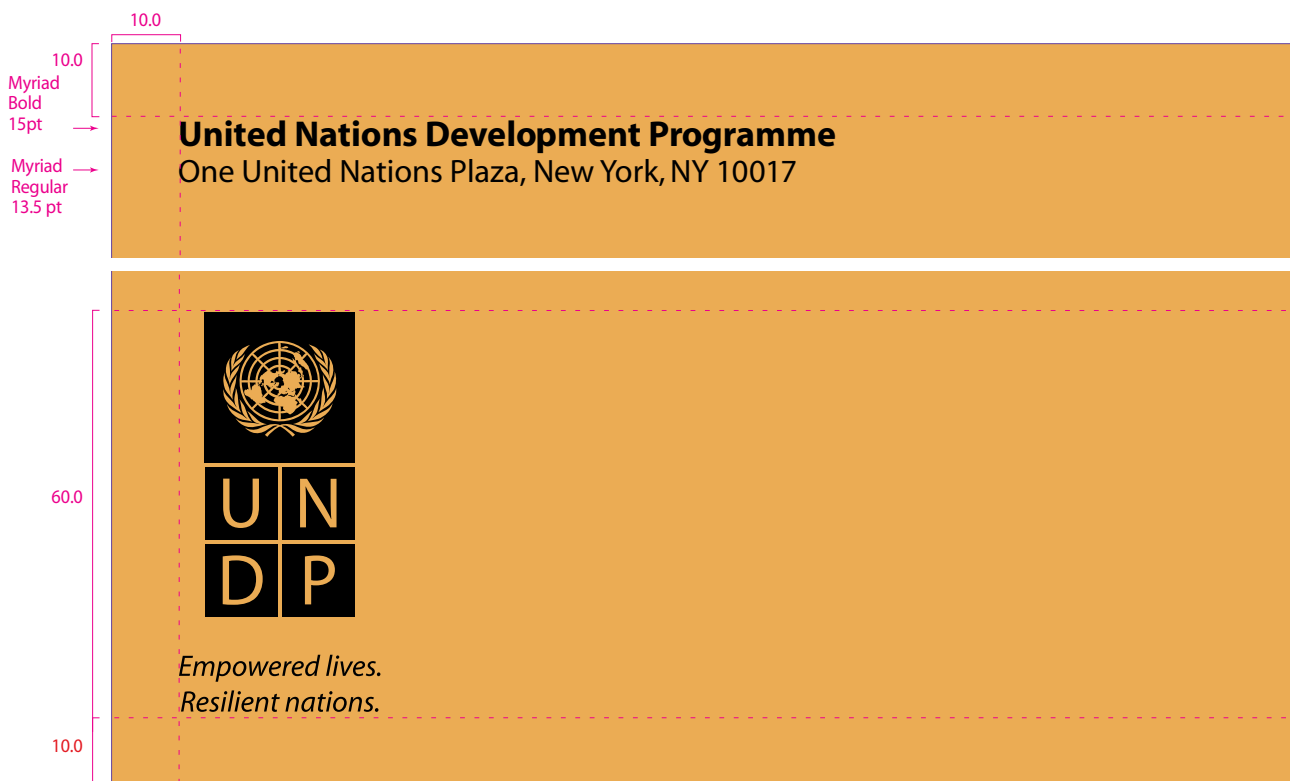 10.0
10.0
Myriad
Bold
15pt
Myriad
Regular
13.5 pt
United Nations Development Programme
One United Nations Plaza, New York, NY 10017
60.0
U N
D P
Empowered lives.
Resilient nations.
10.0